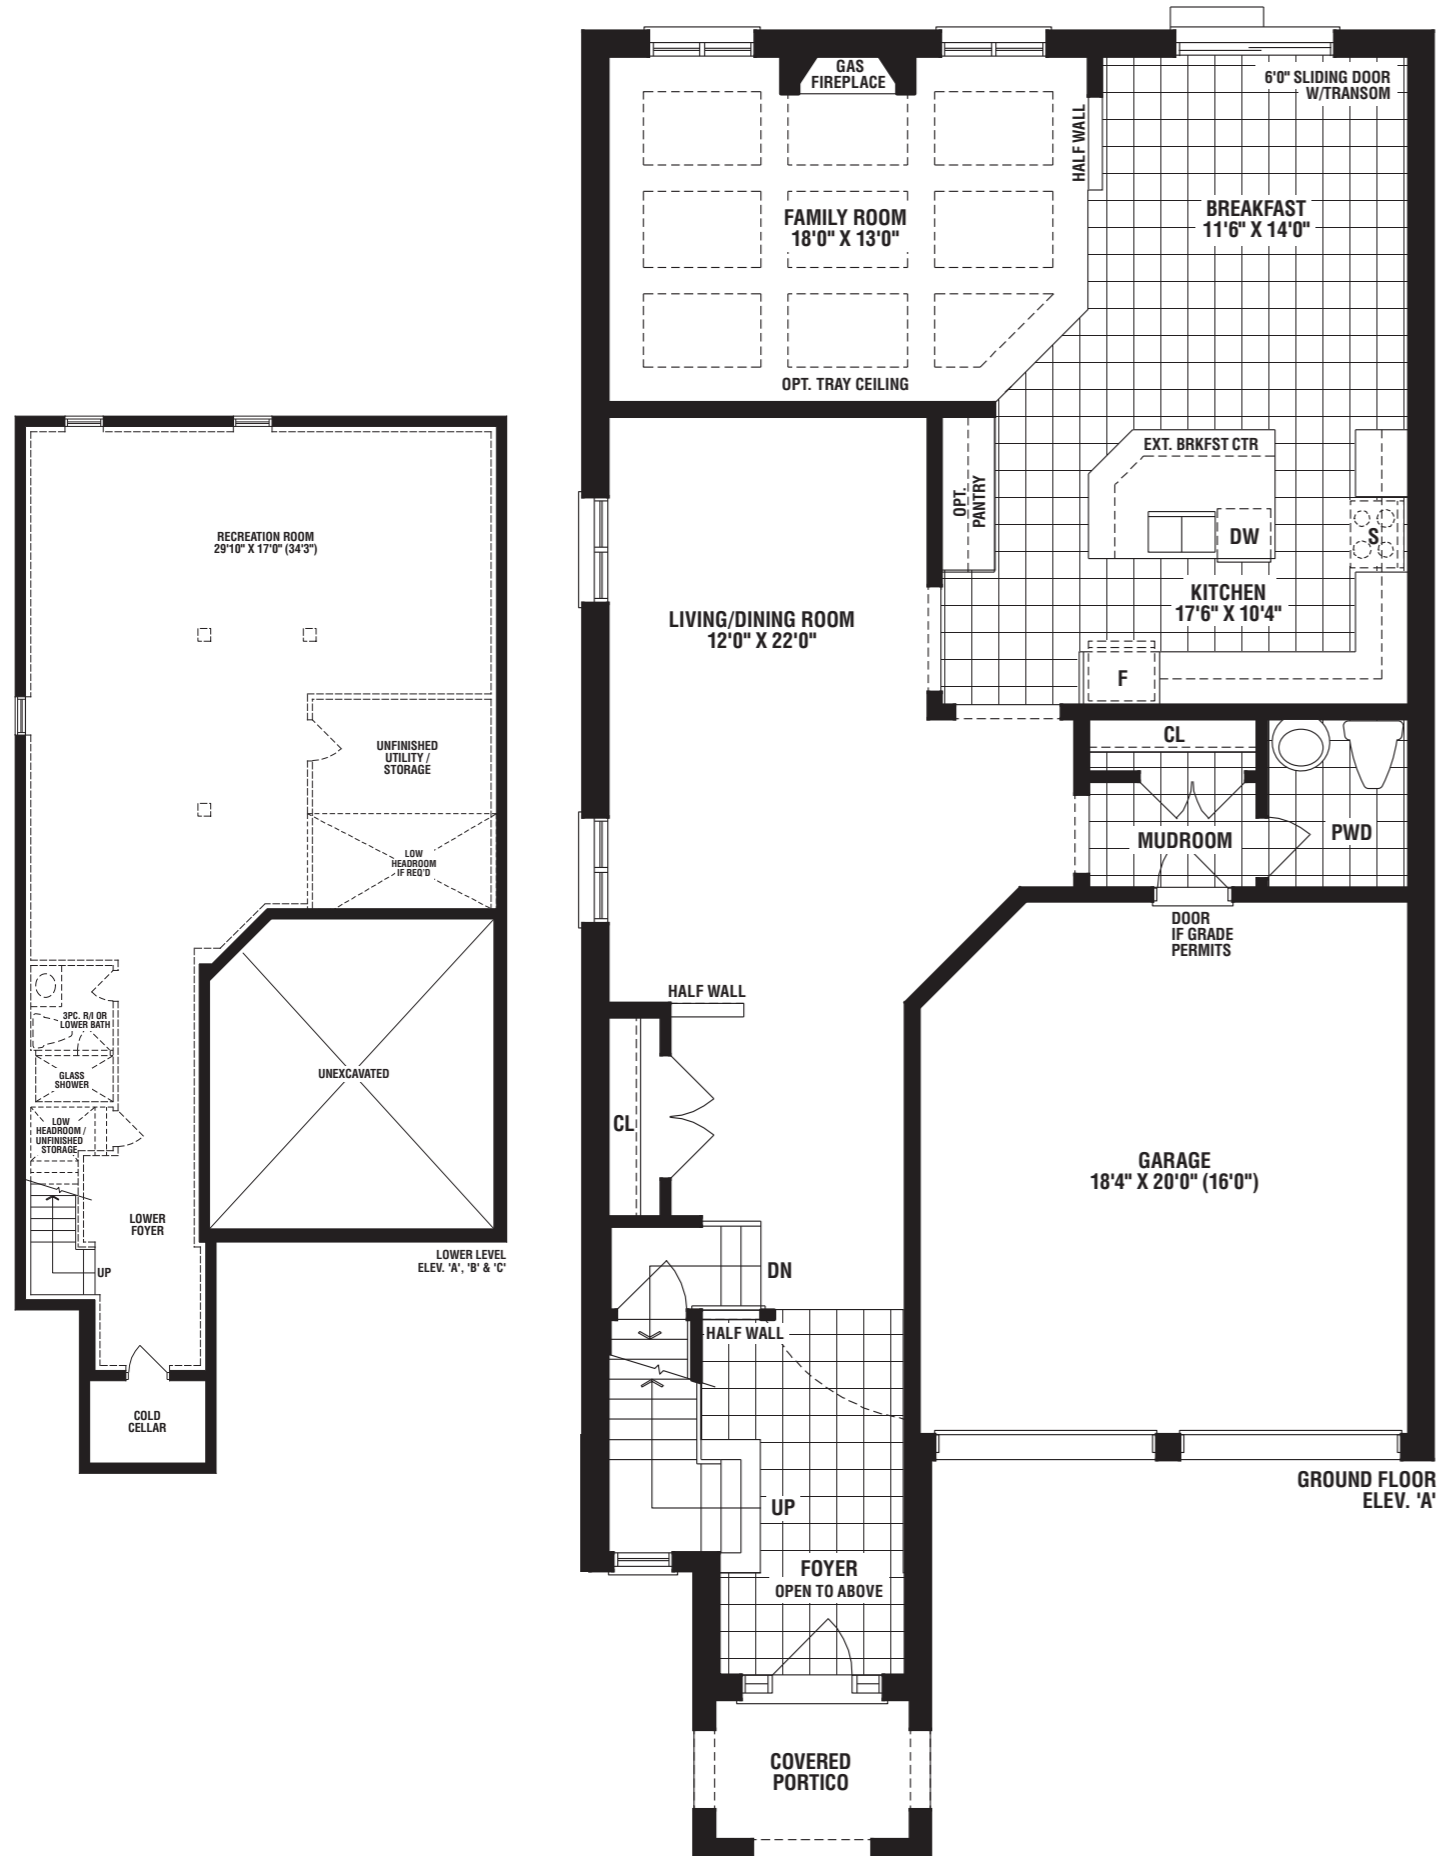 RECREATION ROOM
29'10" X 17'0" (34'3")
UNFINISHED
UTILITY /
STORAGE
LOW
HEADROOM
IF REQ'D
3PC. R/I OR
LOWER BATH
GLASS
SHOWER
LOW
HEADROOM /
UNFINISHED
STORAGE
UNEXCAVATED
LOWER
FOYER
UP
LOWER LEVEL
ELEV. 'A', 'B' & 'C'
COLD
CELLAR
GAS
FIREPLACE
6'0" SLIDING DOOR
W/TRANSOM
HALF WALL
FAMILY ROOM
18'0" X 13'0"
BREAKFAST
11'6" X 14'0"
OPT. TRAY CEILING
EXT. BRKFST CTR
OPT.
PANTRY
DW
S
KITCHEN
17'6" X 10'4"
LIVING/DINING ROOM
12'0" X 22'0"
F
CL
MUDROOM
PWD
DOOR
IF GRADE
PERMITS
HALF WALL
CL
GARAGE
18'4" X 20'0" (16'0")
DN
HALF WALL
UP
GROUND FLOOR
ELEV. 'A'
FOYER
OPEN TO ABOVE
COVERED
PORTICO